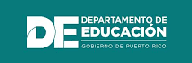 DE DEPARTAMENTO DE
EDUCACIÓN
GOBIERNO DE PUERTO RICO